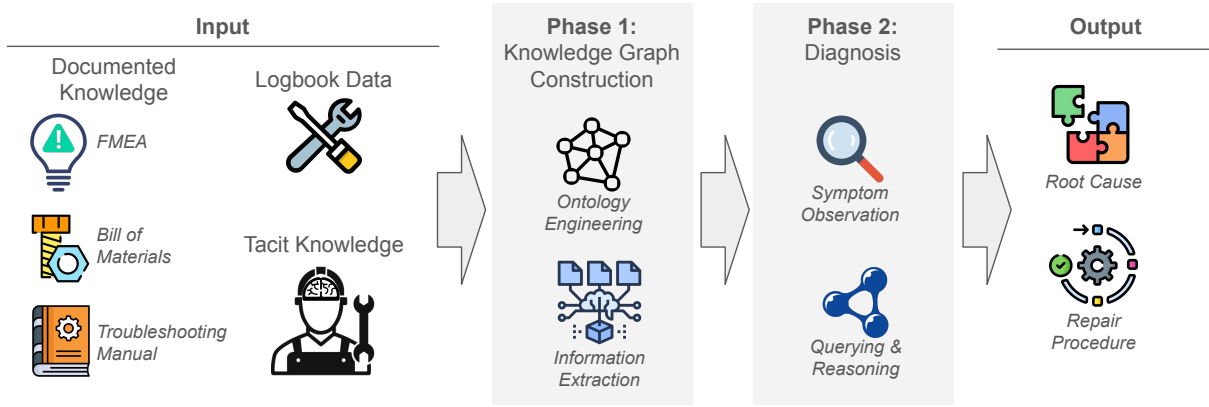 Input
Documented
Knowledge
FMEA
Bill of
Materials
Troubleshooting
Manual
Logbook Data
Tacit Knowledge
Phase 1:
Knowledge Graph
Construction
Ontology
Engineering
Information
Extraction
Phase 2:
Diagnosis
Symptom
Observation
Querying &
Reasoning
Output
Root Cause
Repair
Procedure